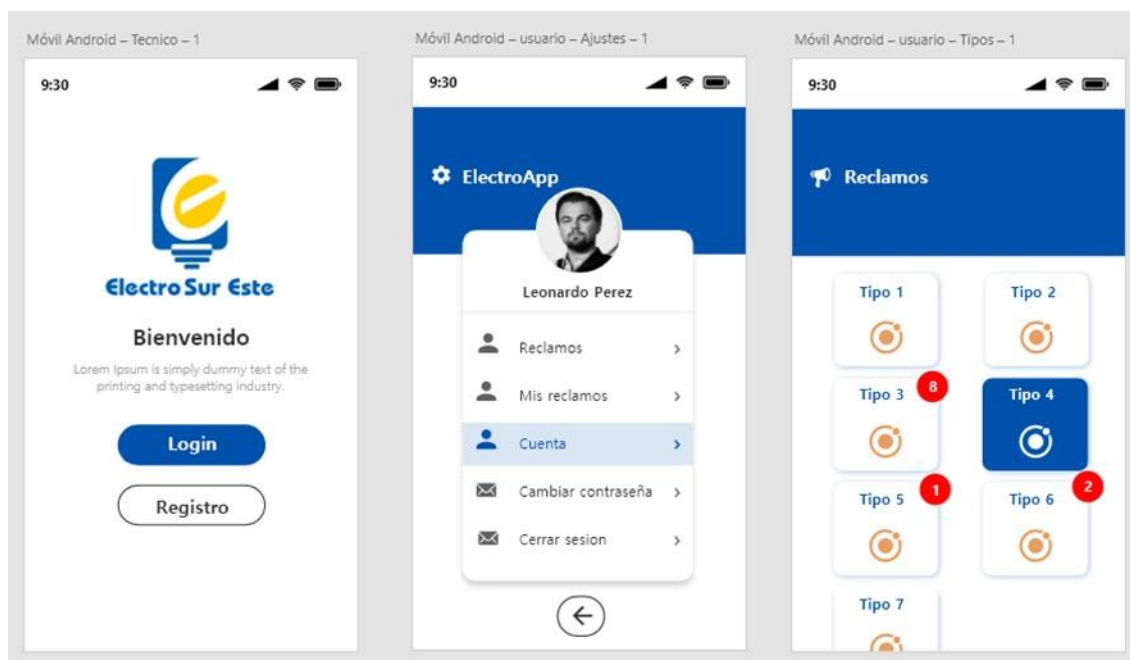 Móvil Android – Tecnico – 1
9:30
Electro Sur Este
Bienvenido
Lorem Ipsum is simply dummy text of the
printing and typesetting industry.
Login
Registro
Móvil Android – usuario – Ajustes – 1
9:30
ElectroApp
Leonardo Perez
Reclamos
Mis reclamos
Cuenta
Cambiar contraseña
Cerrar sesion
Móvil Android – usuario – Tipos – 1
9:30
Reclamos
Tipo 1
Tipo 2
Tipo 3
8
Tipo 4
Tipo 5
1
Tipo 6
2
Tipo 7